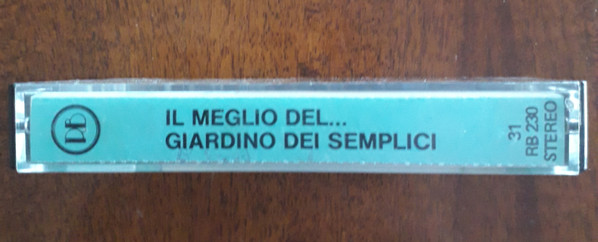 IL MEGLIO DEL...
GIARDINO DEI SEMPLICI
31
RB 230
STEREO